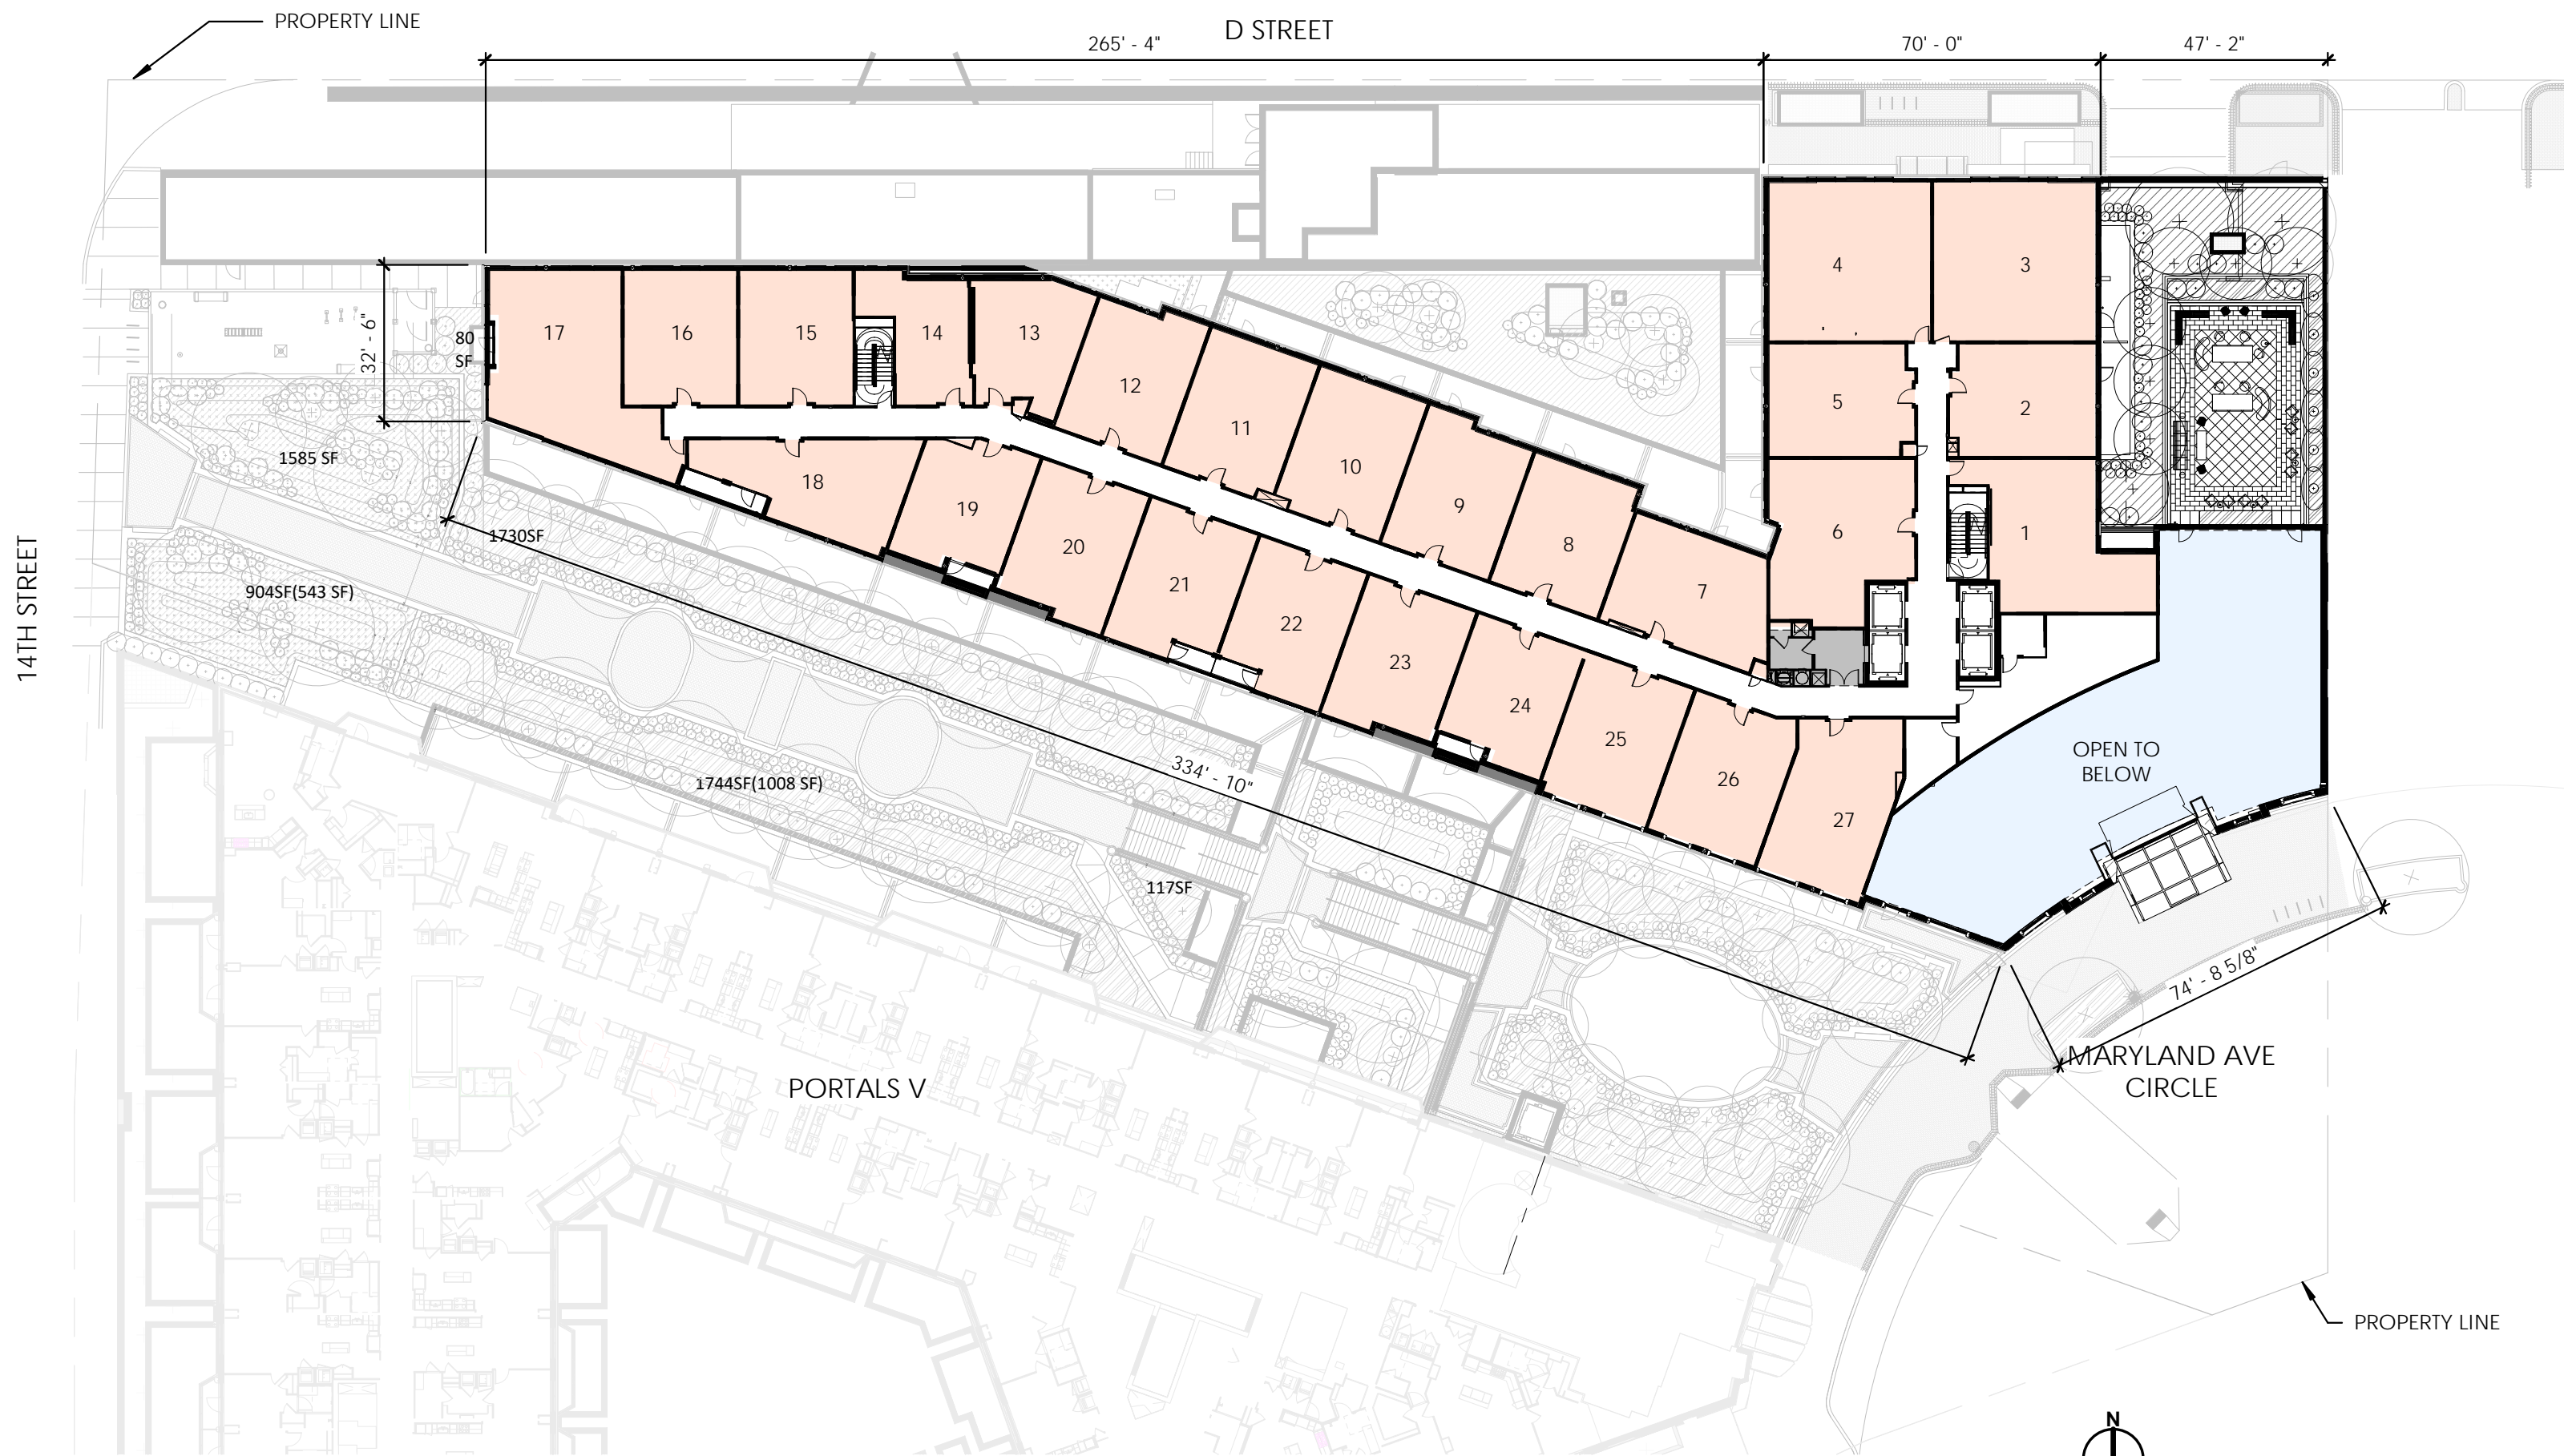 PROPERTY LINE
D STREET
265' - 4"
70' - 0"
47' - 2"
4
3
32' - 6"
80
SF
17
16
15
14
13
12
5
2
11
10
1585 SF
18
9
19
1730SF
20
8
6
1
14TH STREET
904SF(543 SF)
21
7
22
23
24
25
OPEN TO
BELOW
334' - 10"
1744SF(1008 SF)
26
27
117SF
74' - 8 5/8"
MARYLAND AVE
CIRCLE
PORTALS V
PROPERTY LINE
N